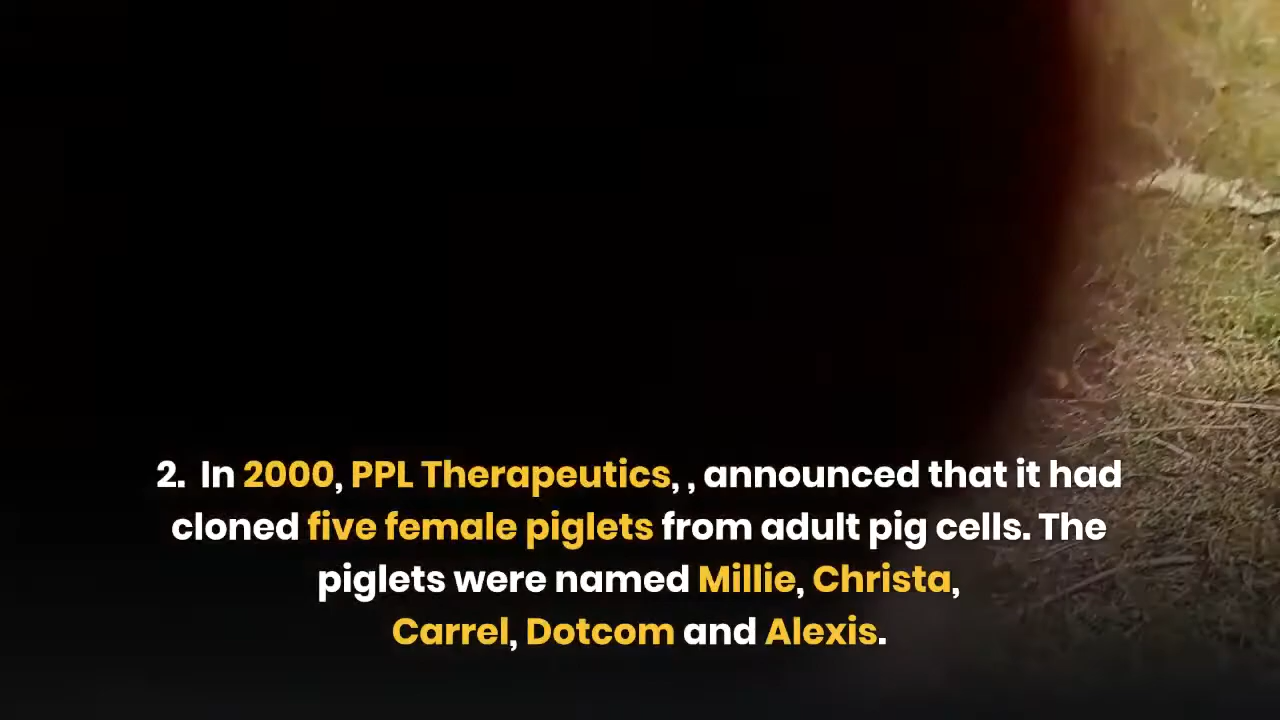 2.  In 2000, PPL Therapeutics, , announced that it had
cloned five female piglets from adult pig cells. The
piglets were named Millie, Christa,
Carrel, Dotcom and Alexis.